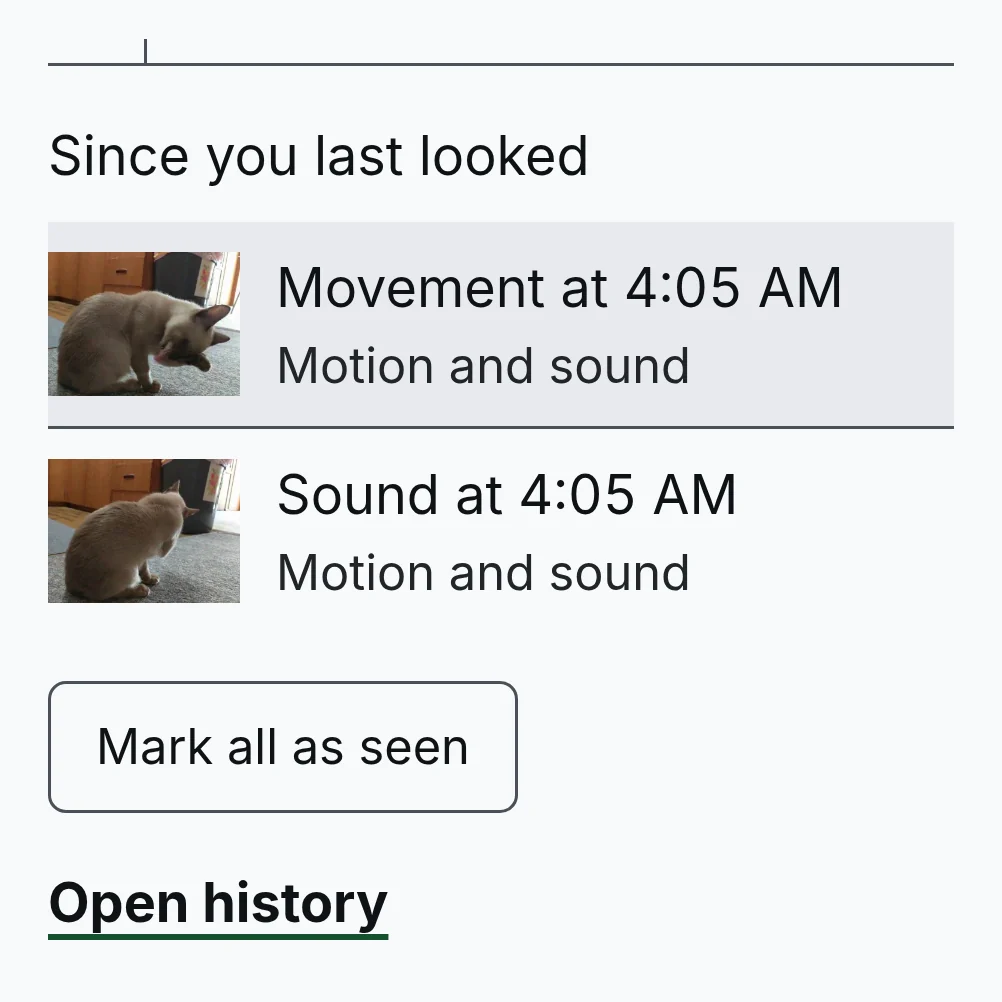 Since you last looked
Movement at 4:05 AM
Motion and sound
Sound at 4:05 AM
Motion and sound
Mark all as seen
Open history